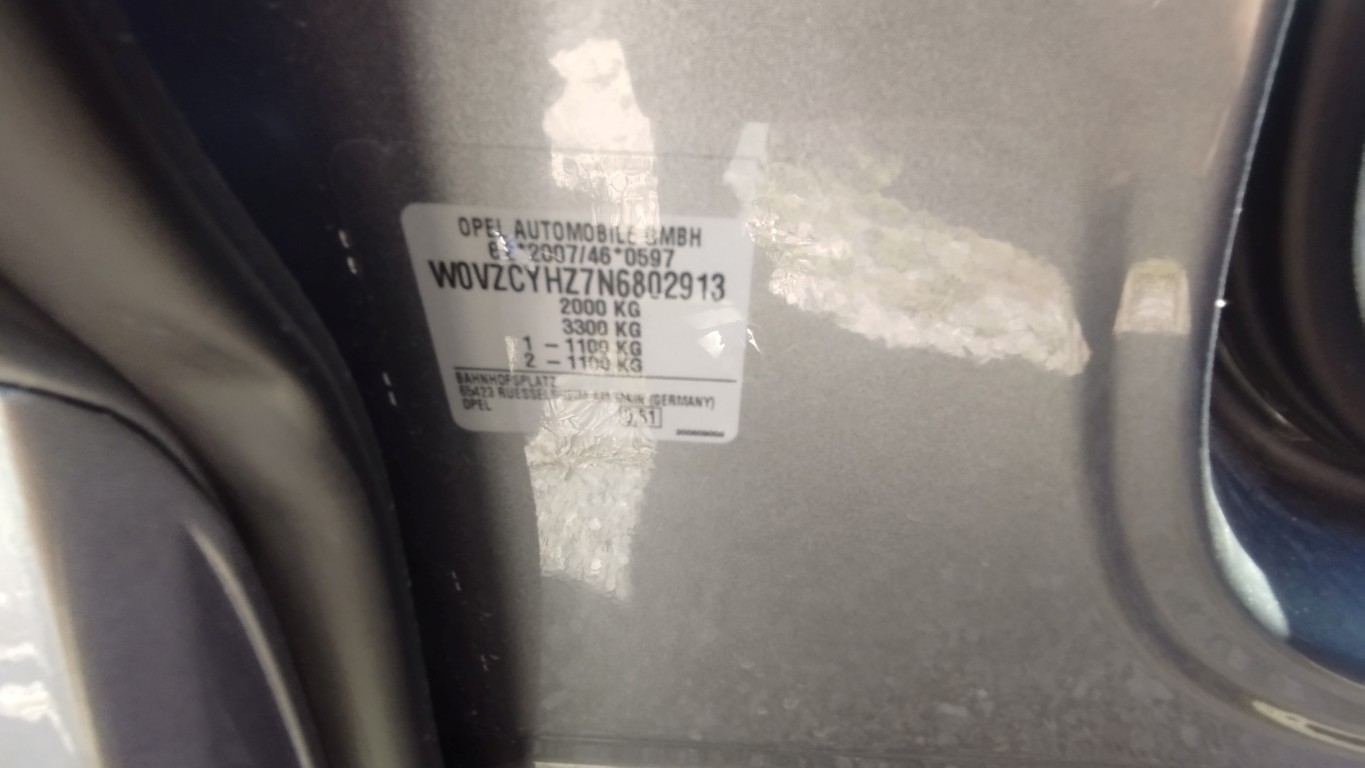 OPEL AUTOMOBILE GMBH
*2007/46*0597
W0VZCYHZ7N6802913
2000 KG
3300 KG
1 - 1100 KG
2 - 1100 KG
BAHNHOFSPLATZ
65423 (GERMANY)
OPEL